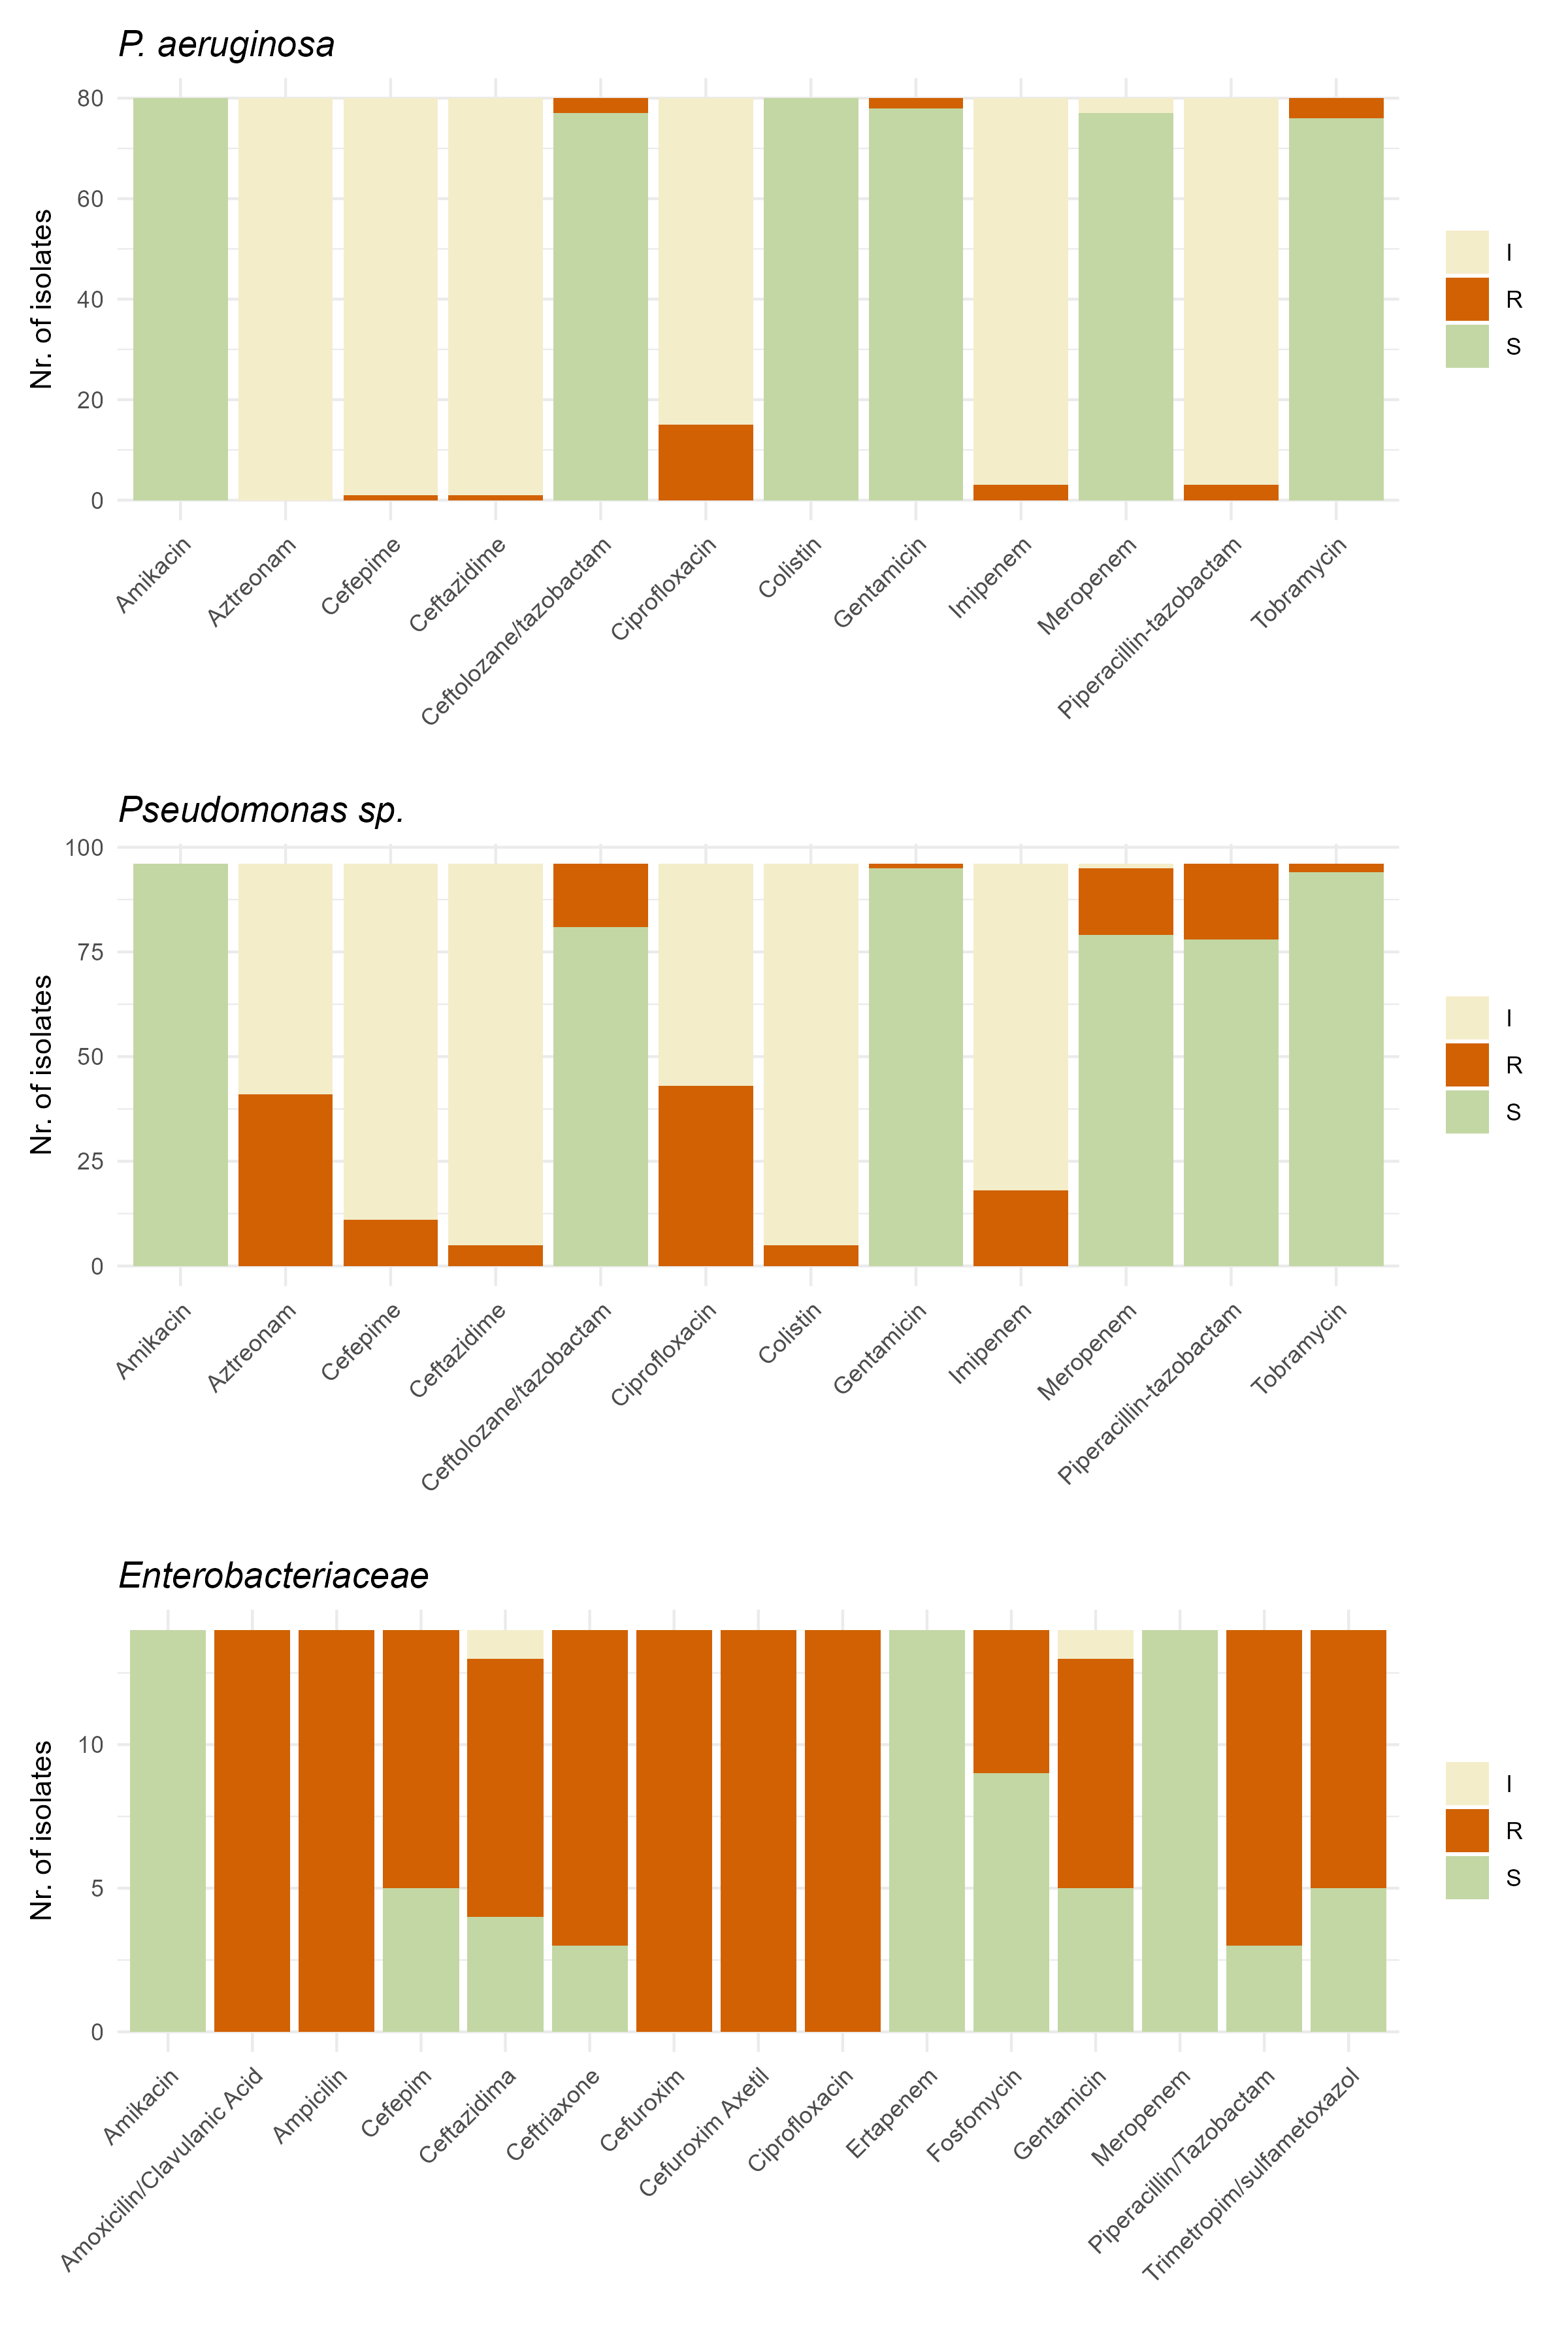 P. aeruginosa
80
60
40
20
0
Nr. of isolates
Amikacin
Aztreonam
Cefepime
Ceftazidime
Ceftolozane/tazobactam
Ciprofloxacin
Colistin
Gentamicin
Imipenem
Meropenem
Piperacillin-tazobactam
Tobramycin
I
R
S
Pseudomonas sp.
100
75
50
25
0
Nr. of isolates
Amikacin
Aztreonam
Cefepime
Ceftazidime
Ceftolozane/tazobactam
Ciprofloxacin
Colistin
Gentamicin
Imipenem
Meropenem
Piperacillin-tazobactam
Tobramycin
I
R
S
Enterobacteriaceae
10
5
0
Nr. of isolates
Amikacin
Amoxicilin/Clavulanic Acid
Ampicilin
Cefepim
Ceftazidima
Ceftriaxone
Cefuroxim
Cefuroxim Axetil
Ciprofloxacin
Ertapenem
Fosfomycin
Gentamicin
Meropenem
Piperacillin/Tazobactam
Trimetropim/sulfametoxazol
I
R
S